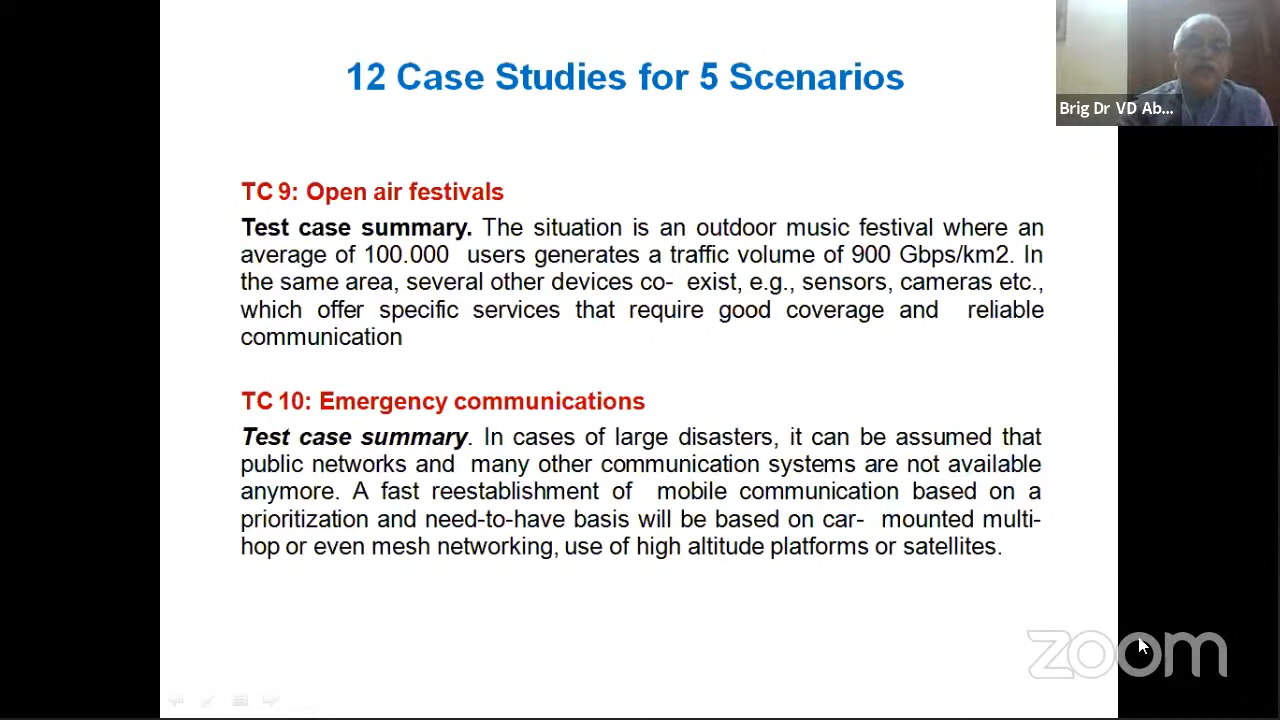 12 Case Studies for 5 Scenarios
Brig Dr VD Ab...
TC 9: Open air festivals
Test case summary. The situation is an outdoor music festival where an
average of 100.000 users generates a traffic volume of 900 Gbps/km2. In
the same area, several other devices co- exist, e.g., sensors, cameras etc.,
which offer specific services that require good coverage and reliable
communication
TC 10: Emergency communications
Test case summary. In cases of large disasters, it can be assumed that
public networks and many other communication systems are not available
anymore. A fast reestablishment of mobile communication based on a
prioritization and need-to-have basis will be based on car- mounted multi-
hop or even mesh networking, use of high altitude platforms or satellites.
zoom